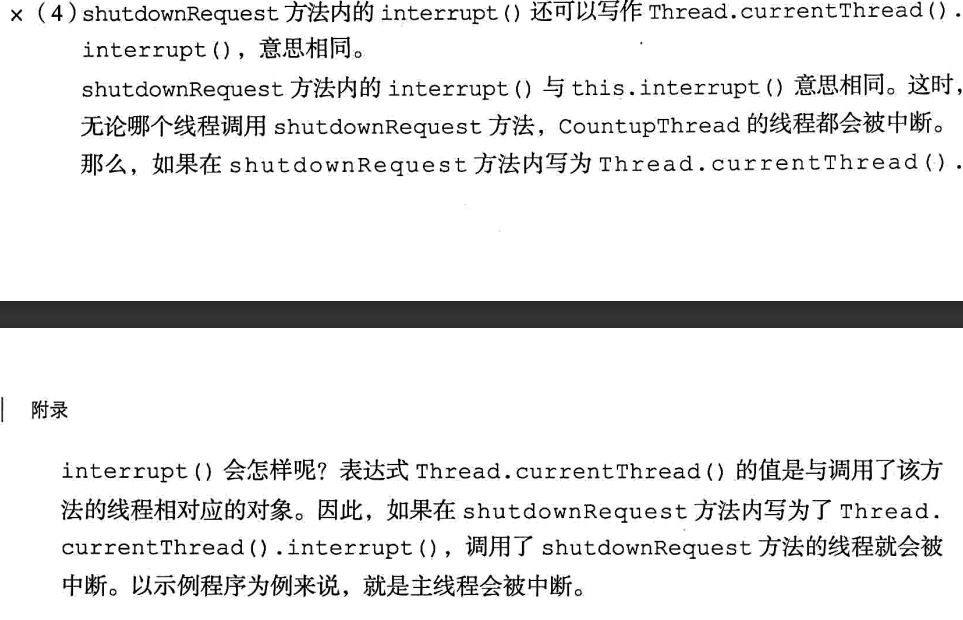 ×（4）shutdownRequest 方法内的 interrupt() 还可以写作 Thread.currentThread().
interrupt()，意思相同。
shutdownRequest 方法内的 interrupt() 与 this.interrupt() 意思相同。这时，
无论哪个线程调用 shutdownRequest 方法，CountupThread 的线程都会被中断。
那么，如果在 shutdownRequest 方法内写为 Thread.currentThread().
附录
interrupt() 会怎样呢？表达式 Thread.currentThread() 的值是与调用了该方
法的线程相对应的对象。因此，如果在 shutdownRequest 方法内写为了 Thread.
currentThread().interrupt()，调用了 shutdownRequest 方法的线程就会被
中断。以示例程序为例来说，就是主线程会被中断。